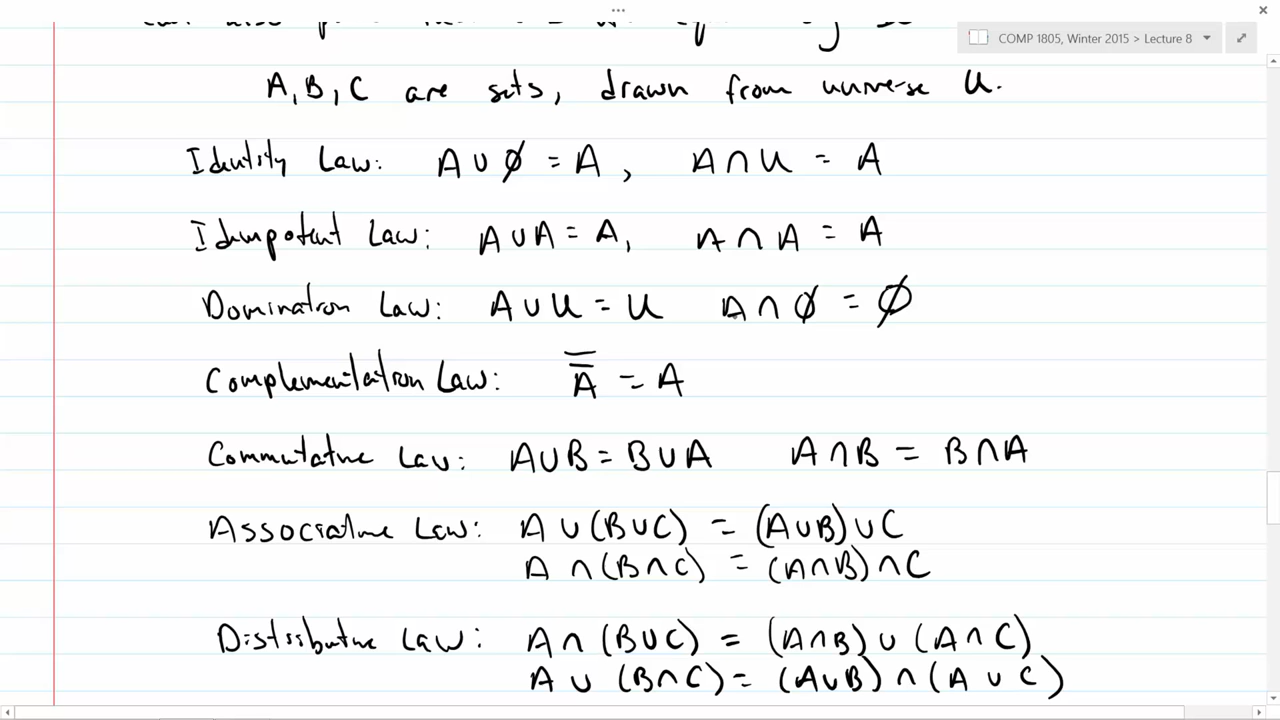 COMP 1805, Winter 2015 > Lecture 8
A, B, C are sets, drawn from universe U.
Identity Law: A ∪ ∅ = A, A ∩ U = A
Idempotent Law: A ∪ A = A, A ∩ A = A
Domination Law: A ∪ U = U A ∩ ∅ = ∅
Complementation Law: A̿ = A
Commutative Law: A ∪ B = B ∪ A A ∩ B = B ∩ A
Associative Law: A ∪ (B ∪ C) = (A ∪ B) ∪ C
A ∩ (B ∩ C) = (A ∩ B) ∩ C
Distributive Law: A ∩ (B ∪ C) = (A ∩ B) ∪ (A ∩ C)
A ∪ (B ∩ C) = (A ∪ B) ∩ (A ∪ C)